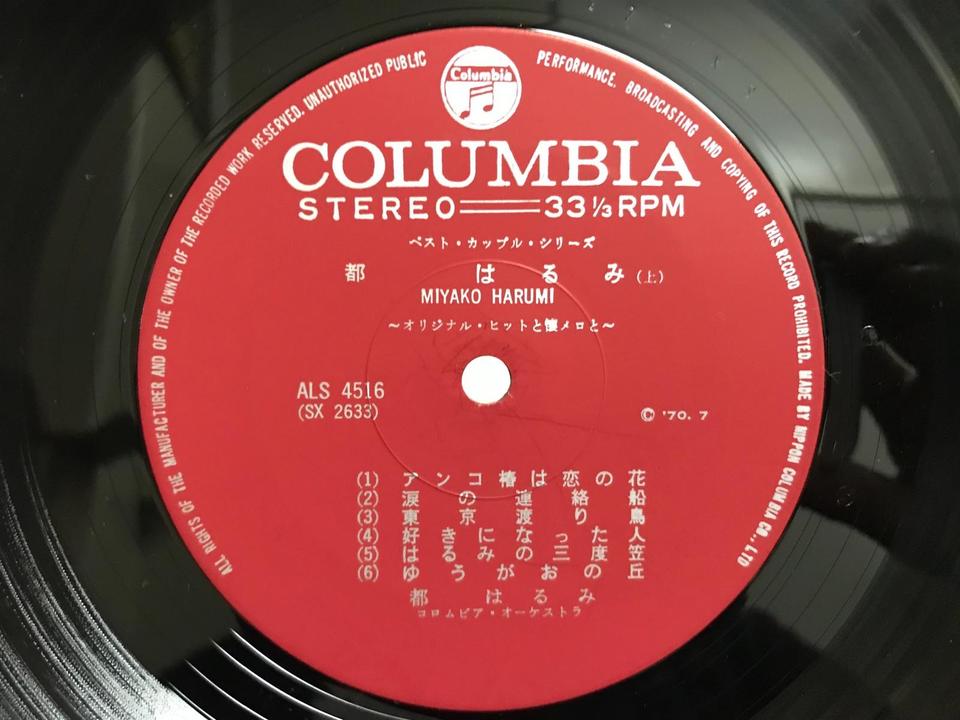 Columbia
COLUMBIA
STEREO 33⅓ RPM
ベスト・カップル・シリーズ
都はるみ(上)
MIYAKO HARUMI
~オリジナル・ヒットと懐メロと~
ALS 4516
(SX 2633)
© '70. 7
(1) アンコ椿は恋の花
(2) 涙の連絡船
(3) 東京渡り鳥
(4) 好きになった人
(5) はるみの三度笠
(6) ゆうがおの丘
都はるみ
コロムビア・オーケストラ
ALL RIGHTS OF THE MANUFACTURER AND OF THE OWNER OF THE RECORDED WORK RESERVED. UNAUTHORIZED PUBLIC PERFORMANCE. BROADCASTING AND COPYING OF THIS RECORD PROHIBITED. MADE BY NIPPON COLUMBIA CO., LTD